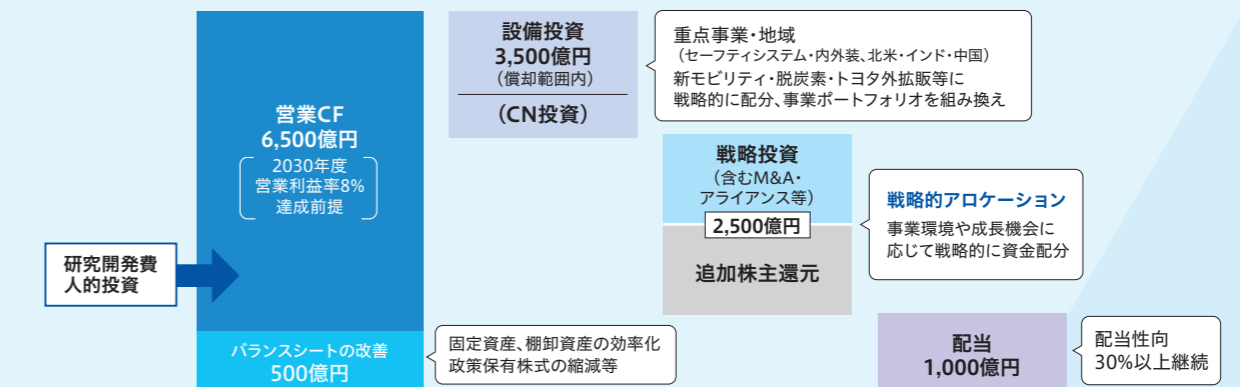 営業CF
6,500億円
2030年度
営業利益率8%
達成前提
研究開発費
人的投資
バランスシートの改善
500億円
固定資産、棚卸資産の効率化
政策保有株式の縮減等
設備投資
3,500億円
(償却範囲内)
(CN投資)
重点事業・地域
(セーフティシステム・内外装、北米・インド・中国)
新モビリティ・脱炭素・トヨタ外拡販等に
戦略的に配分、事業ポートフォリオを組み換え
戦略投資
(含むM&A・
アライアンス等)
2,500億円
追加株主還元
戦略的アロケーション
事業環境や成長機会に
応じて戦略的に資金配分
配当
1,000億円
配当性向
30%以上継続